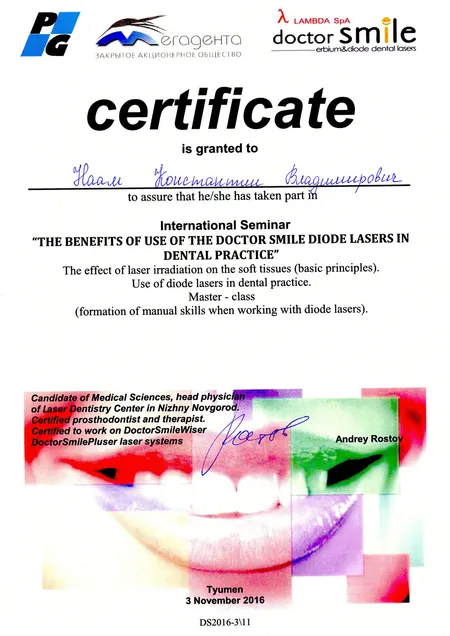 PG
Мегадента
ЗАКРЫТОЕ АКЦИОНЕРНОЕ ОБЩЕСТВО
λ LAMBDA SpA
doctor smile
erbium&diode dental lasers
certificate
is granted to
Наам Константин Владимирович
to assure that he/she has taken part in
International Seminar
“THE BENEFITS OF USE OF THE DOCTOR SMILE DIODE LASERS IN
DENTAL PRACTICE”
The effect of laser irradiation on the soft tissues (basic principles).
Use of diode lasers in dental practice.
Master - class
(formation of manual skills when working with diode lasers).
Candidate of Medical Sciences, head physician
of Laser Dentistry Center in Nizhny Novgorod.
Certified prosthodontist and therapist.
Certified to work on DoctorSmileWiser
DoctorSmilePluser laser systems
Ростов
Andrey Rostov
Tyumen
3 November 2016
DS2016-3\11